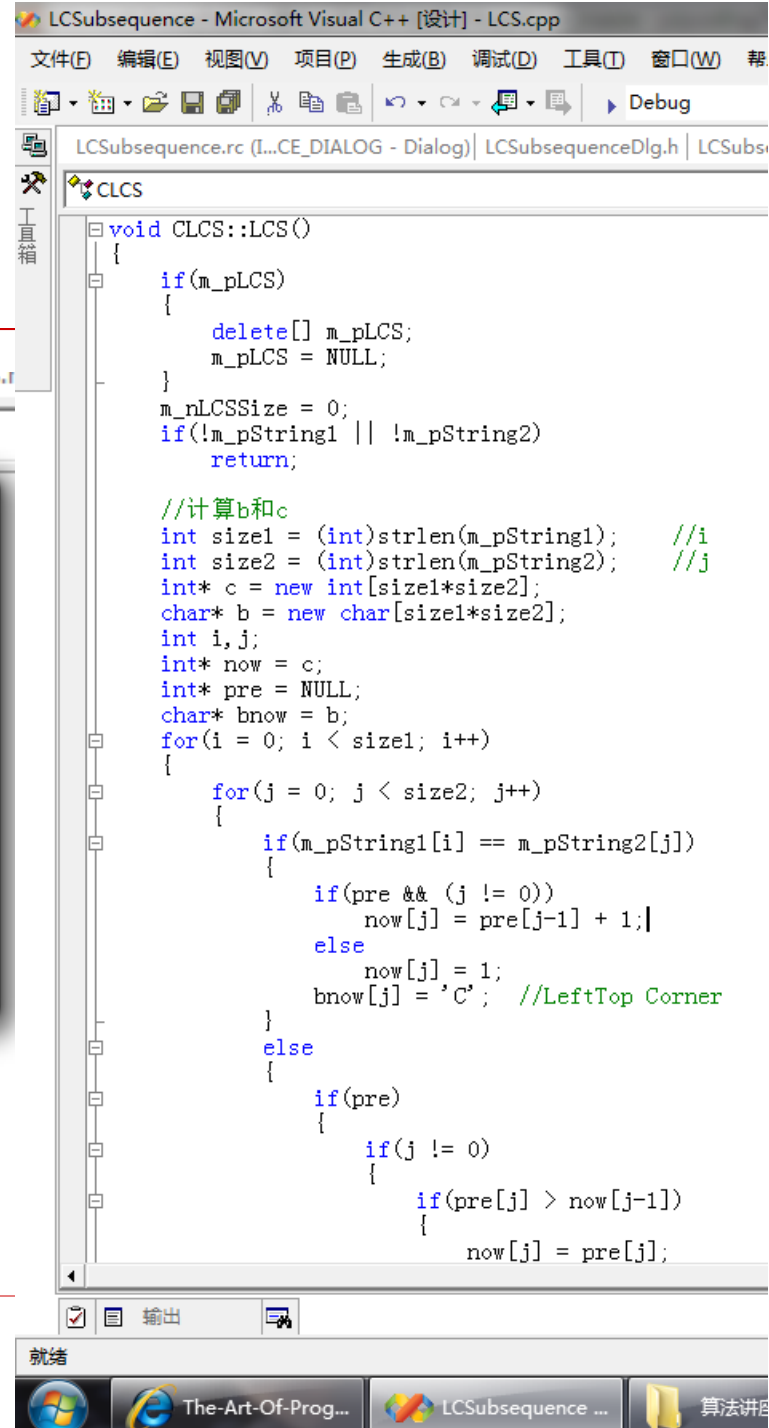 LCSubsequence - Microsoft Visual C++ [设计] - LCS.cpp
文件(F) 编辑(E) 视图(V) 项目(P) 生成(B) 调试(D) 工具(T) 窗口(W) 帮
Debug
LCSubsequence.rc (I...CE_DIALOG - Dialog) LCSubsequenceDlg.h LCSubs
CLCS
工具箱
void CLCS::LCS()
{
    if(m_pLCS)
    {
        delete[] m_pLCS;
        m_pLCS = NULL;
    }
    m_nLCSSize = 0;
    if(!m_pString1 || !m_pString2)
        return;
    //计算b和c
    int size1 = (int)strlen(m_pString1);    //i
    int size2 = (int)strlen(m_pString2);    //j
    int* c = new int[size1*size2];
    char* b = new char[size1*size2];
    int i,j;
    int* now = c;
    int* pre = NULL;
    char* bnow = b;
    for(i = 0; i < size1; i++)
    {
        for(j = 0; j < size2; j++)
        {
            if(m_pString1[i] == m_pString2[j])
            {
                if(pre && (j != 0))
                    now[j] = pre[j-1] + 1;
                else
                    now[j] = 1;
                bnow[j] = 'C';  //LeftTop Corner
            }
            else
            {
                if(pre)
                {
                    if(j != 0)
                    {
                        if(pre[j] > now[j-1])
                        {
                            now[j] = pre[j];
输出
就绪
The-Art-Of-Prog... LCSubsequence ... 算法讲座